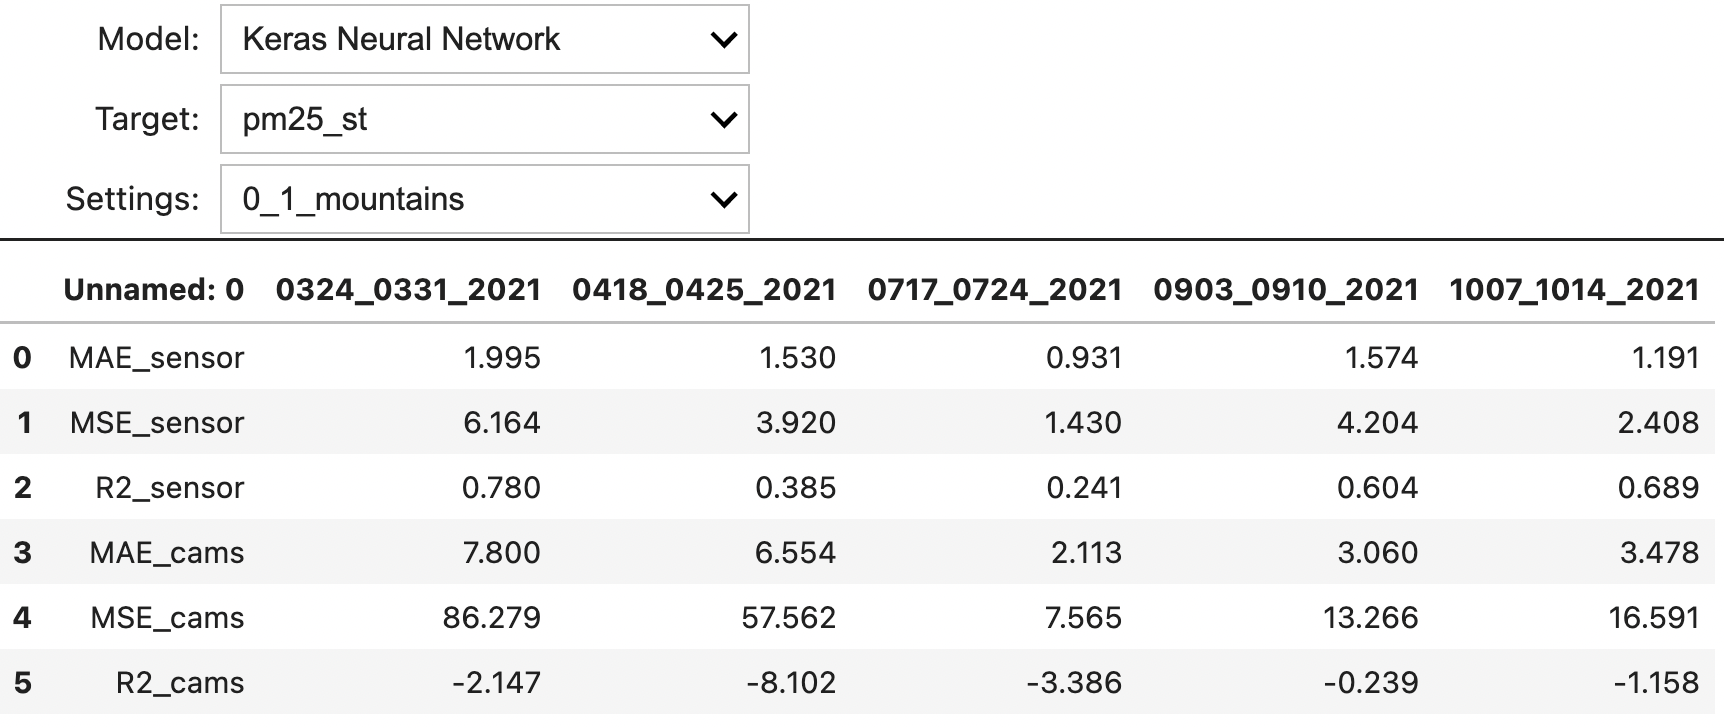 Model: Keras Neural Network
Target: pm25_st
Settings: 0_1_mountains
Unnamed: 0 0324_0331_2021 0418_0425_2021 0717_0724_2021 0903_0910_2021 1007_1014_2021
0 MAE_sensor 1.995 1.530 0.931 1.574 1.191
1 MSE_sensor 6.164 3.920 1.430 4.204 2.408
2 R2_sensor 0.780 0.385 0.241 0.604 0.689
3 MAE_cams 7.800 6.554 2.113 3.060 3.478
4 MSE_cams 86.279 57.562 7.565 13.266 16.591
5 R2_cams -2.147 -8.102 -3.386 -0.239 -1.158